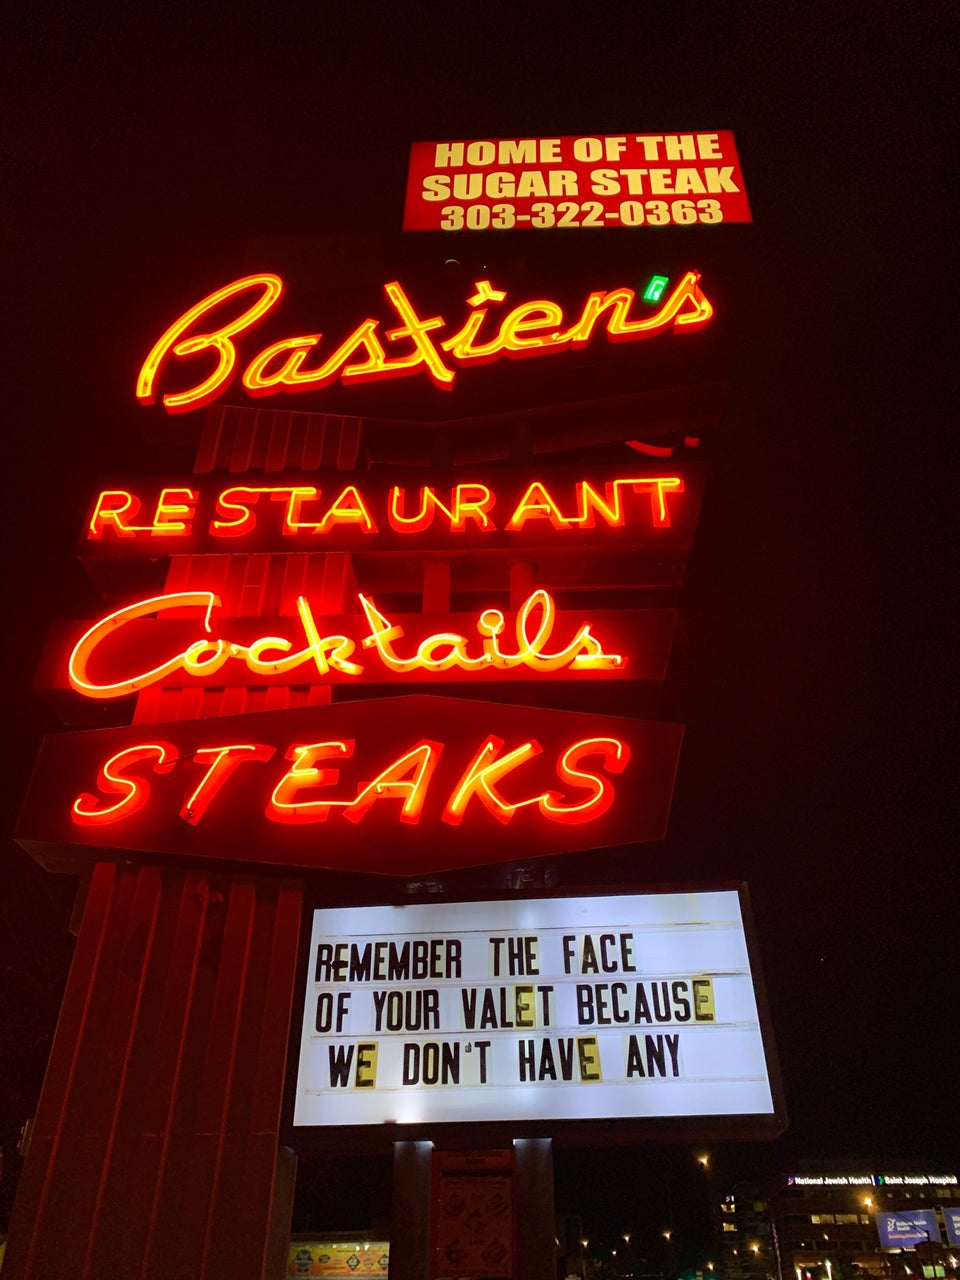 HOME OF THE
SUGAR STEAK
303-322-0363
Bastien's
RESTAURANT
Cocktails
STEAKS
REMEMBER THE FACE
OF YOUR VALET BECAUSE
WE DON'T HAVE ANY
National Jewish Health
Saint Joseph Hospital